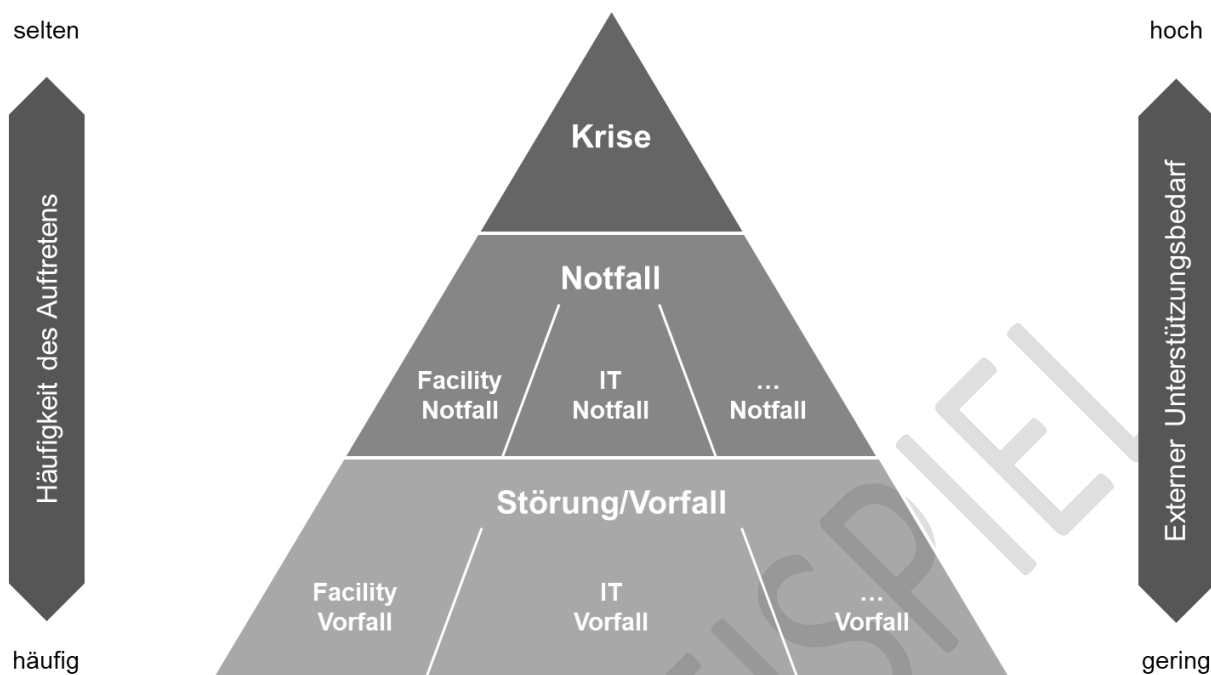 selten
hoch
Krise
Häufigkeit des Auftretens
Externer Unterstützungsbedarf
Notfall
Facility
Notfall
IT
Notfall
...
Notfall
Störung/Vorfall
Facility
Vorfall
IT
Vorfall
...
Vorfall
häufig
gering
EISPIEL